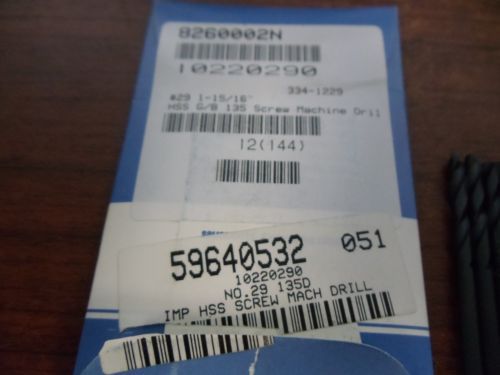 8260002N
10220290
334-1229
#29 1-15/16"
HSS G/B 135 Screw Machine Dril
12(144)
59640532 051
10220290
NO.29 135D
IMP HSS SCREW MACH DRILL